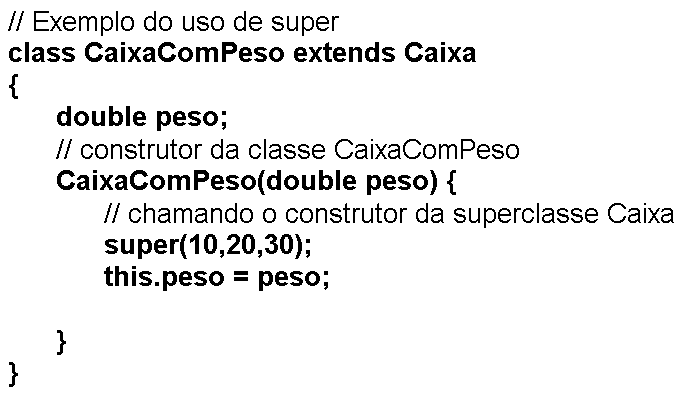 // Exemplo do uso de super
class CaixaComPeso extends Caixa
{
double peso;
// construtor da classe CaixaComPeso
CaixaComPeso(double peso) {
// chamando o construtor da superclasse Caixa
super(10,20,30);
this.peso = peso;
}
}